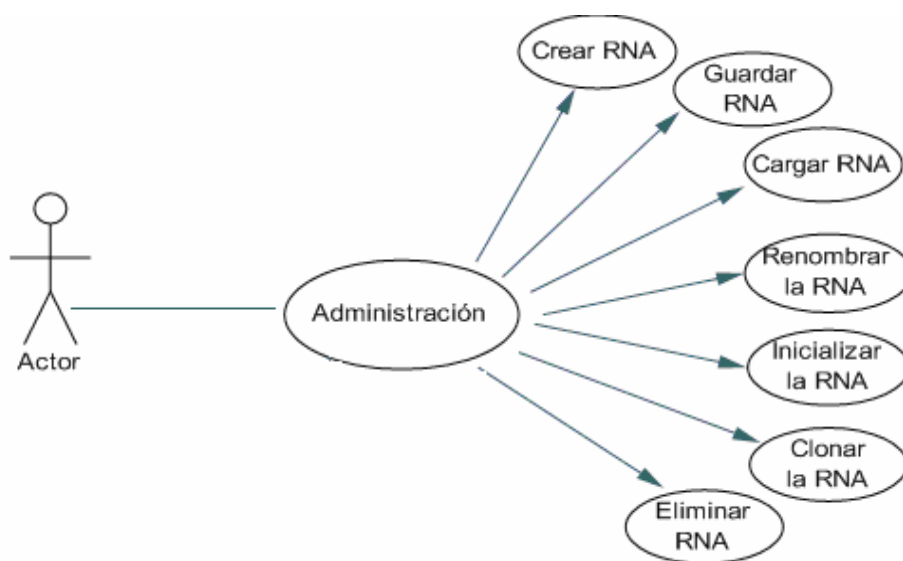 Crear RNA
Guardar
RNA
Cargar RNA
Renombrar
la RNA
Administración
Inicializar
la RNA
Actor
Clonar
la RNA
Eliminar
RNA